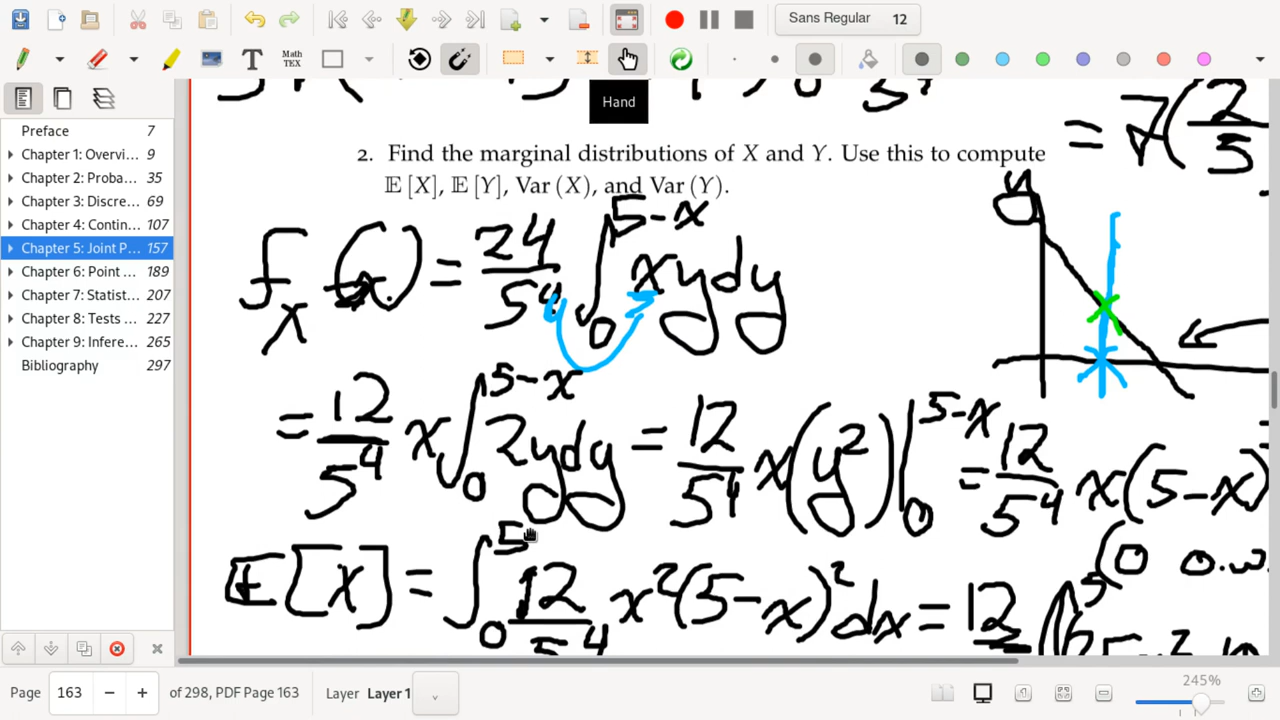 Sans Regular 12
T Math TEX
Hand
Preface 7
Chapter 1: Overvi... 9
Chapter 2: Proba... 35
Chapter 3: Discre... 69
Chapter 4: Contin... 107
Chapter 5: Joint P... 157
Chapter 6: Point ... 189
Chapter 7: Statist... 207
Chapter 8: Tests ... 227
Chapter 9: Infere... 265
Bibliography 297
= 7(2/5
2. Find the marginal distributions of X and Y. Use this to compute
𝔼 [X], 𝔼 [Y], Var (X), and Var (Y).
y
f_X(x) = 24/5^4 ∫_0^{5-x} xy dy
= 12/5^4 x ∫_0^{5-x} 2y dy = 12/5^4 x (y^2) |_0^{5-x} = 12/5^4 x(5-x)
0 o.w.
𝔼[X] = ∫_0^5 12/5^4 x^2(5-x)^2 dx = 12
Page 163 − + of 298, PDF Page 163 Layer Layer 1 245%